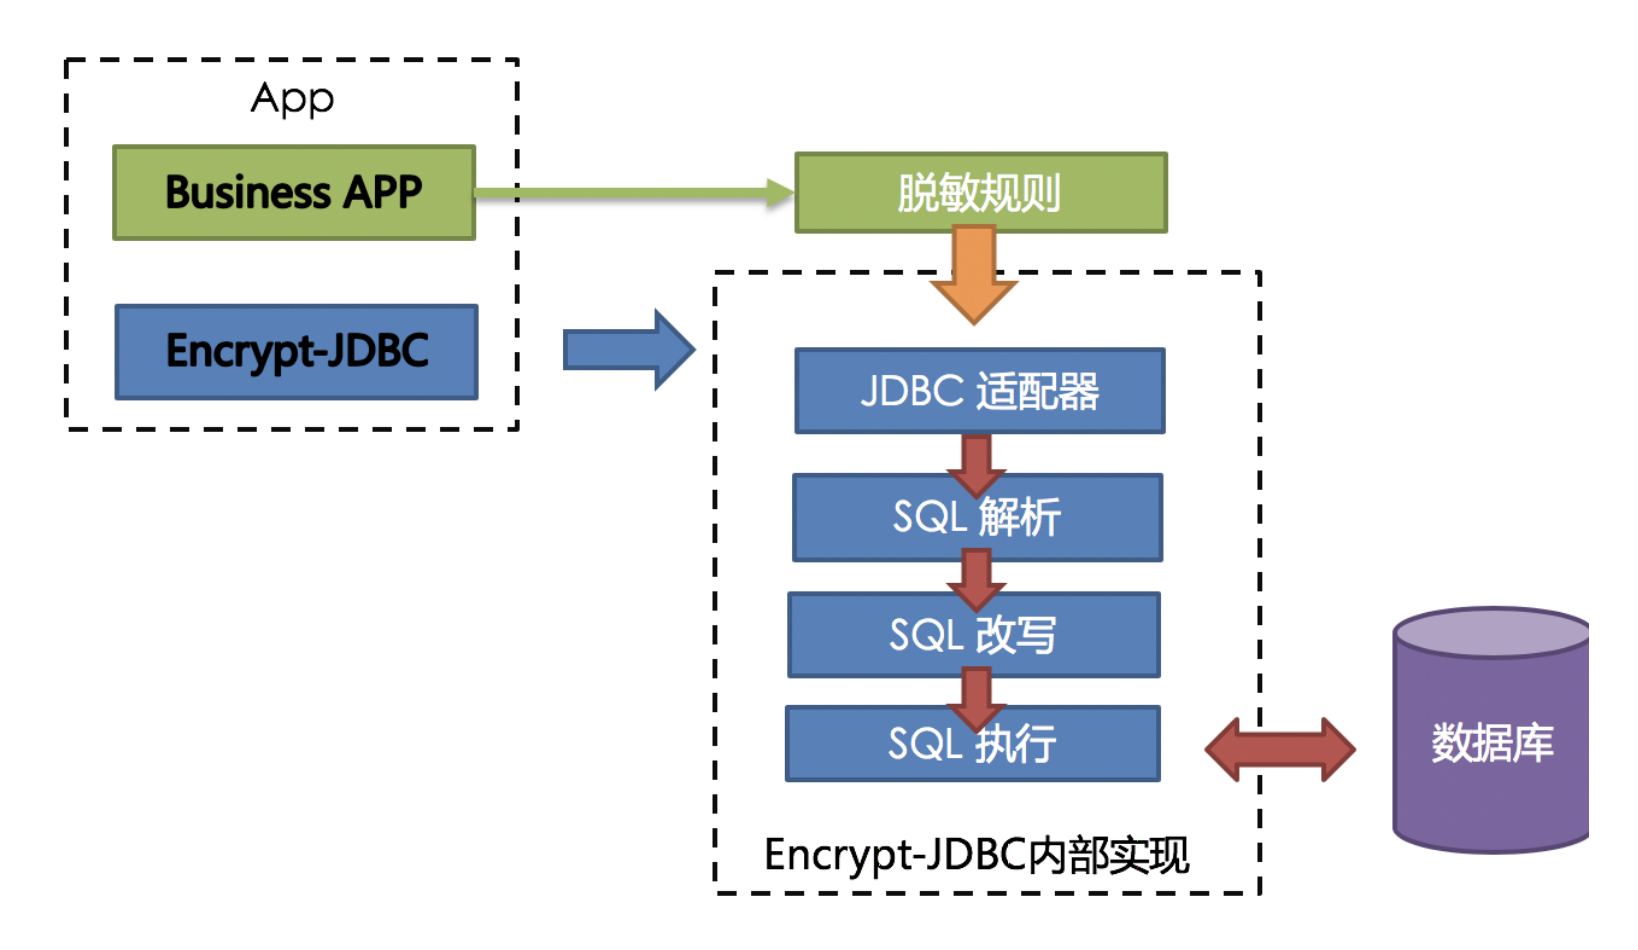 App
Business APP
脱敏规则
Encrypt-JDBC
JDBC 适配器
SQL 解析
SQL 改写
SQL 执行
数据库
Encrypt-JDBC内部实现